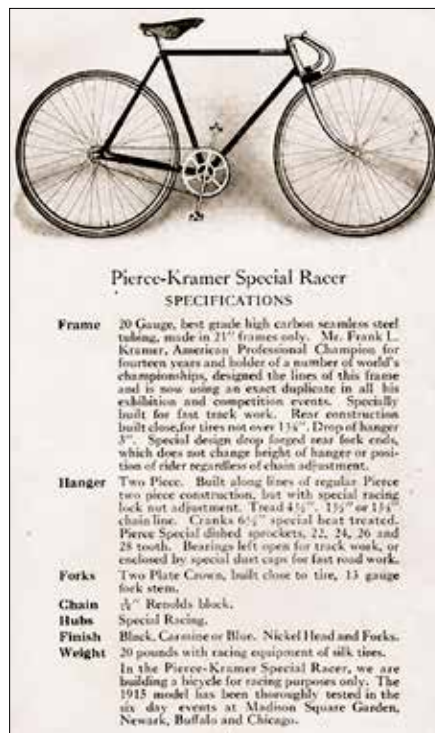 Pierce-Kramer Special Racer
SPECIFICATIONS
Frame 20 Gauge, best grade high carbon seamless steel
tubing, made in 21" frames only. Mr. Frank L.
Kramer, American Professional Champion for
fourteen years and holder of a number of world's
championships, designed the lines of this frame
and is now using an exact duplicate in all his
exhibition and competition events. Specially
built for fast track work. Rear construction
built close, for tires not over 1⅛". Drop of hanger
3". Special design drop forged rear fork ends,
which does not change height of hanger or posi-
tion of rider regardless of chain adjustment.
Hanger Two Piece. Built along lines of regular Pierce
two piece construction, but with special racing
lock nut adjustment. Tread 4½". or
chain line. Cranks 6½" special heat treated.
Pierce Special dished sprockets, 22, 24, 26 and
28 tooth. Bearings left open for track work, or
enclosed by special dust caps for fast road work.
Forks Two Plate Crown, built close to tire, 13 gauge
fork stem.
Chain Renolds block.
Hubs Special Racing.
Finish Black, Carmine or Blue. Nickel Head and Forks.
Weight 20 pounds with racing equipment of silk tires.
In the Pierce-Kramer Special Racer, we are
building a bicycle for racing purposes only. The
1915 model has been thoroughly tested in the
six day events at Madison Square Garden,
Newark, Buffalo and Chicago.